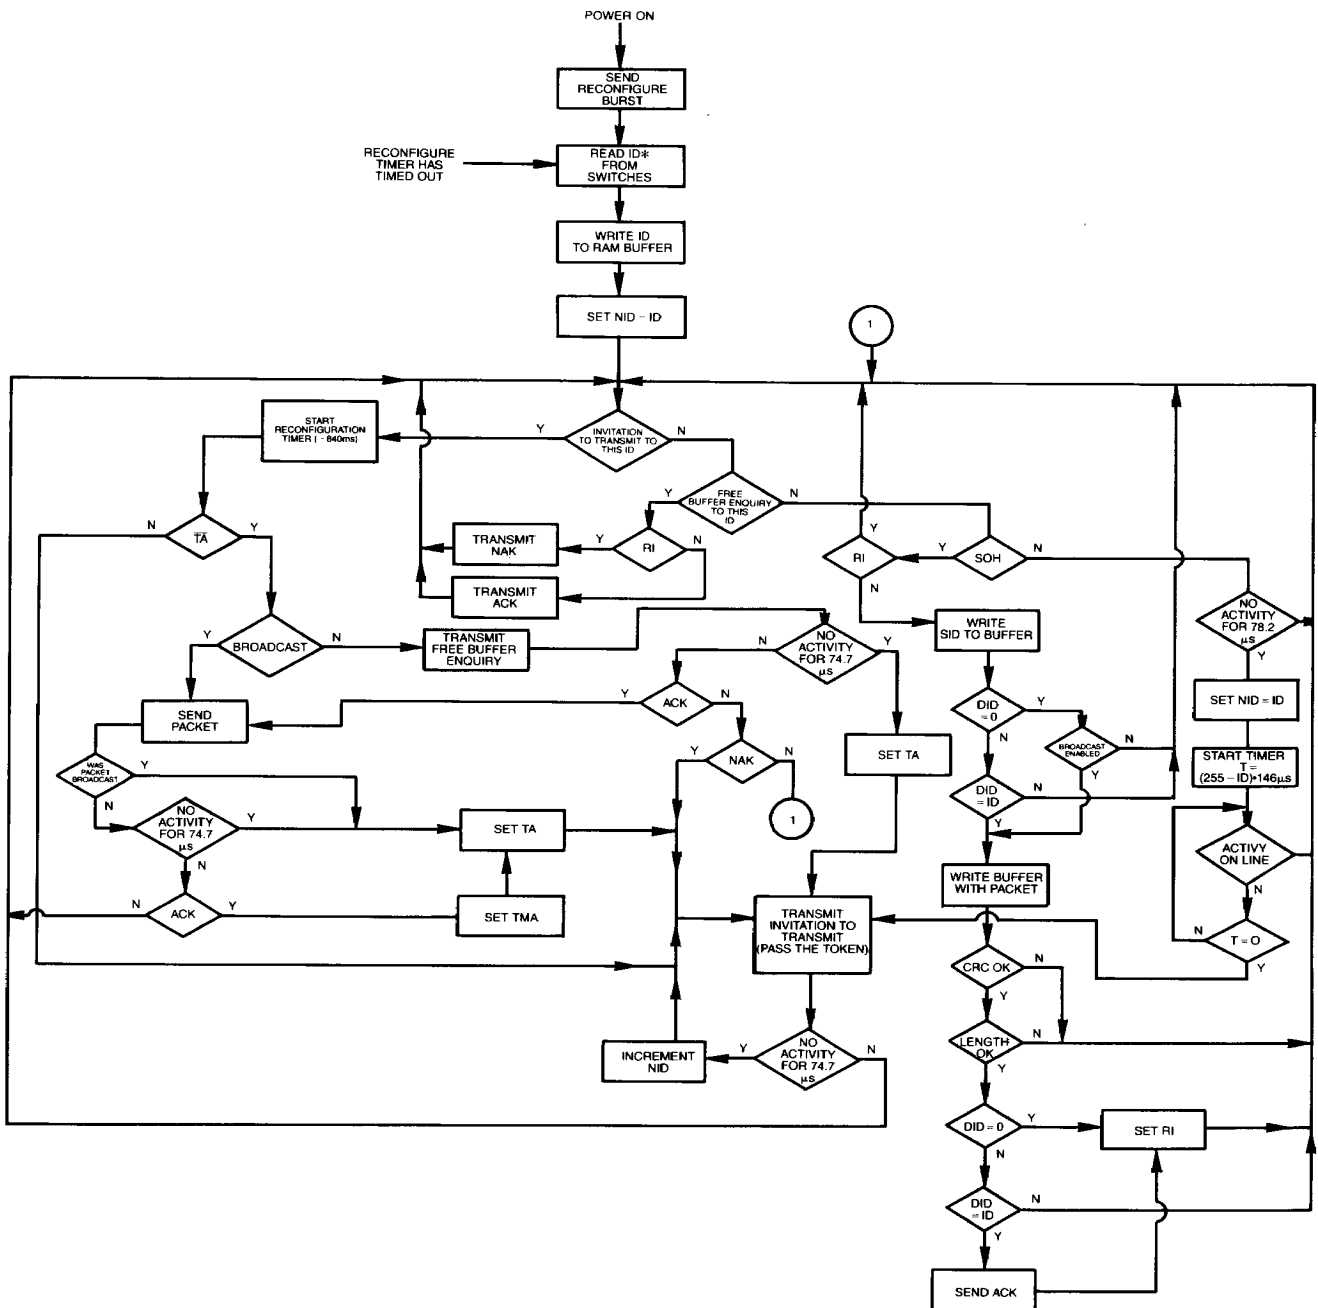 POWER ON
SEND
RECONFIGURE
BURST
RECONFIGURE
TIMER HAS
TIMED OUT
READ ID*
FROM
SWITCHES
WRITE ID
TO RAM BUFFER
SET NID - ID
1
START
RECONFIGURATION
TIMER ( - 840ms)
Y
INVITATION
TO TRANSMIT TO
THIS ID
N
Y
FREE
BUFFER ENQUIRY
TO THIS
ID
N
N
TA
Y
TRANSMIT
NAK
Y
RI
N
TRANSMIT
ACK
Y
RI
N
Y
SOH
N
NO
ACTIVITY
FOR 78.2
µs
Y
WRITE
SID TO BUFFER
Y
BROADCAST
N
TRANSMIT
FREE BUFFER
ENQUIRY
N
NO
ACTIVITY
FOR 74.7
µs
Y
SEND
PACKET
Y
ACK
N
DID
= 0
Y
N
SET NID = ID
WAS
PACKET
BROADCAST
Y
N
Y
NAK
N
SET TA
BROADCAST
ENABLED
N
Y
START TIMER
T =
(255 - ID)*146µs
DID
= ID
N
Y
NO
ACTIVITY
FOR 74.7
µs
Y
N
SET TA
1
ACTIVY
ON LINE
N
WRITE BUFFER
WITH PACKET
N
ACK
Y
SET TMA
TRANSMIT
INVITATION TO
TRANSMIT
(PASS THE TOKEN)
N
T = O
Y
CRC OK
N
Y
INCREMENT
NID
Y
NO
ACTIVITY
FOR 74.7
µs
N
LENGTH
OK
N
Y
DID = 0
Y
N
SET RI
DID
= ID
N
Y
SEND ACK